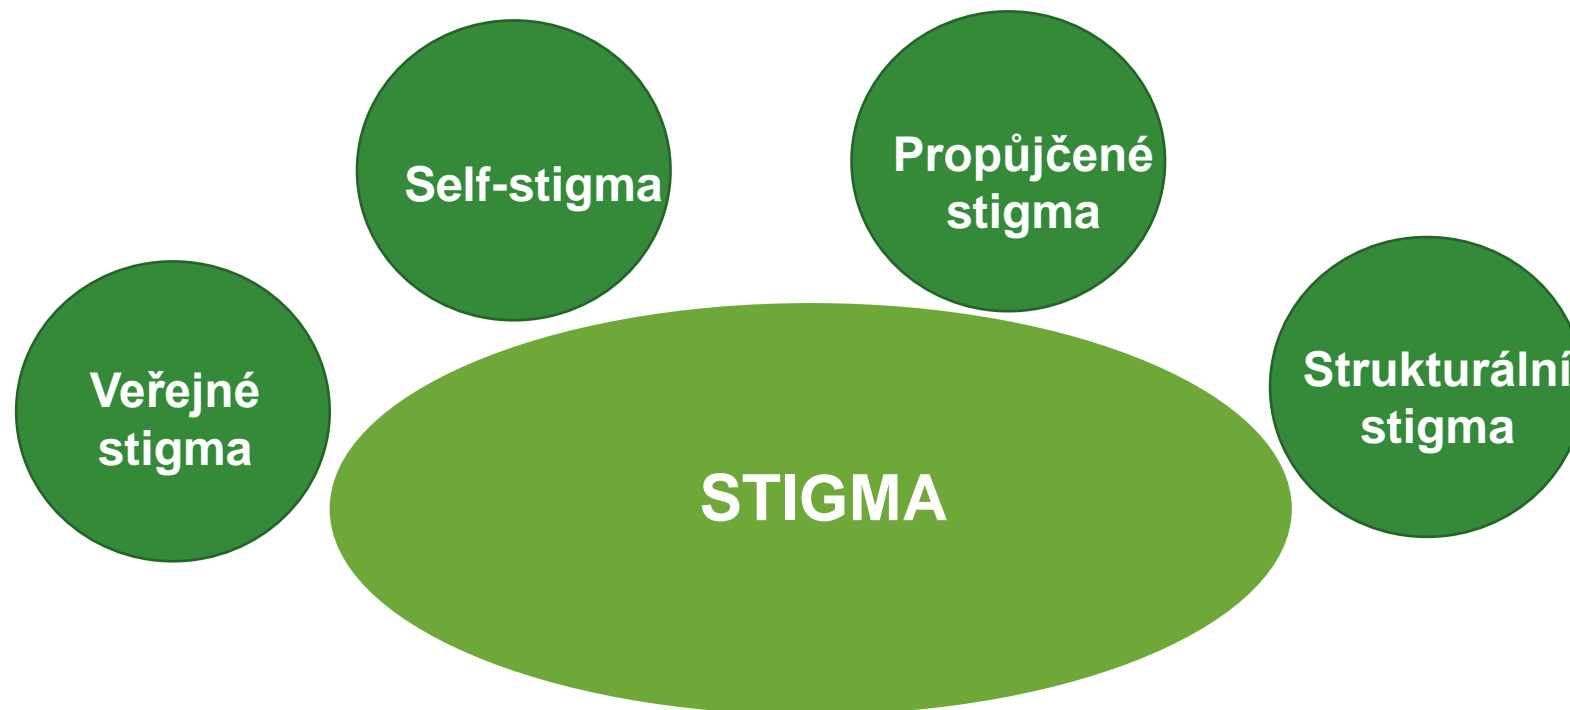 Veřejné
stigma
Self-stigma
Propůjčené
stigma
Strukturální
stigma
STIGMA